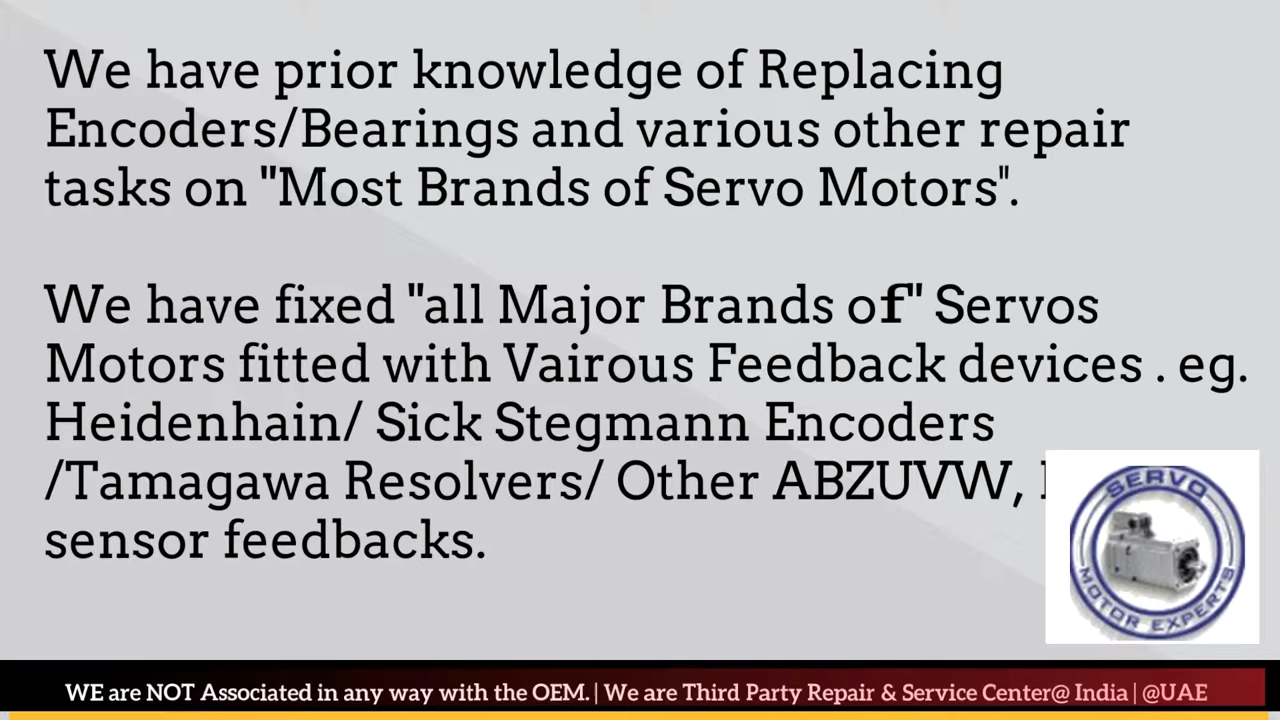 We have prior knowledge of Replacing
Encoders/Bearings and various other repair
tasks on "Most Brands of Servo Motors".
We have fixed "all Major Brands of" Servos
Motors fitted with Vairous Feedback devices . eg.
Heidenhain/ Sick Stegmann Encoders
/Tamagawa Resolvers/ Other ABZUVW,
sensor feedbacks.
SERVO
MOTOR EXPERTS
WE are NOT Associated in any way with the OEM. | We are Third Party Repair & Service Center@ India | @UAE